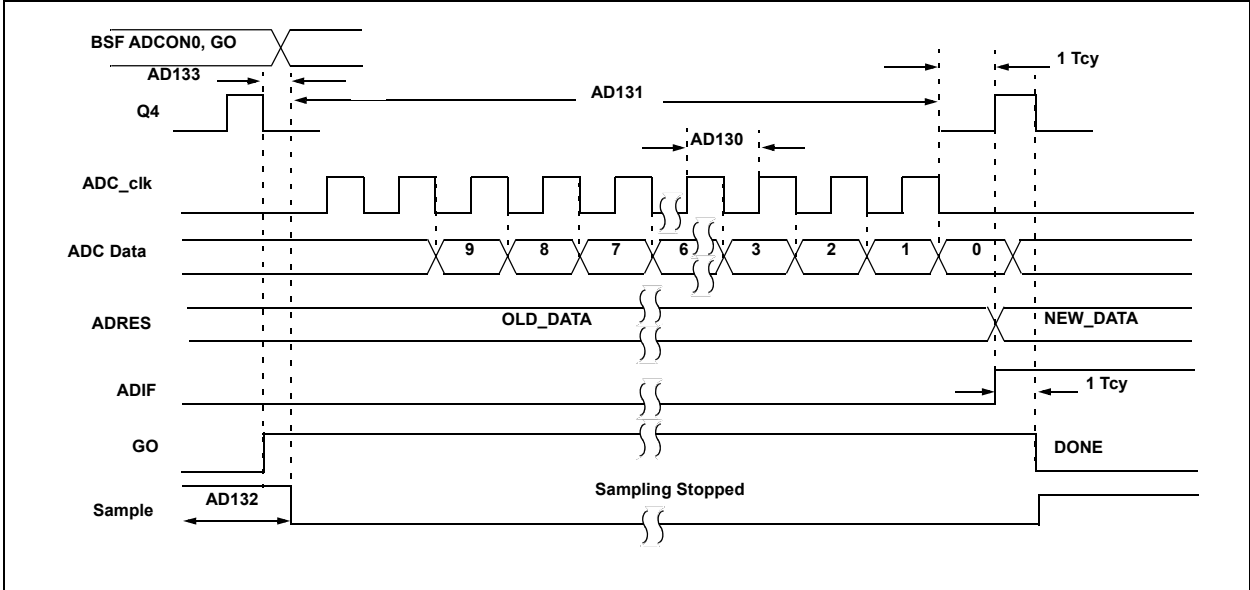 BSF ADCON0, GO
AD133
1 Tcy
AD131
Q4
AD130
ADC_clk
ADC Data
9 8 7 6 3 2 1 0
ADRES
OLD_DATA
NEW_DATA
ADIF
1 Tcy
GO
DONE
AD132
Sampling Stopped
Sample